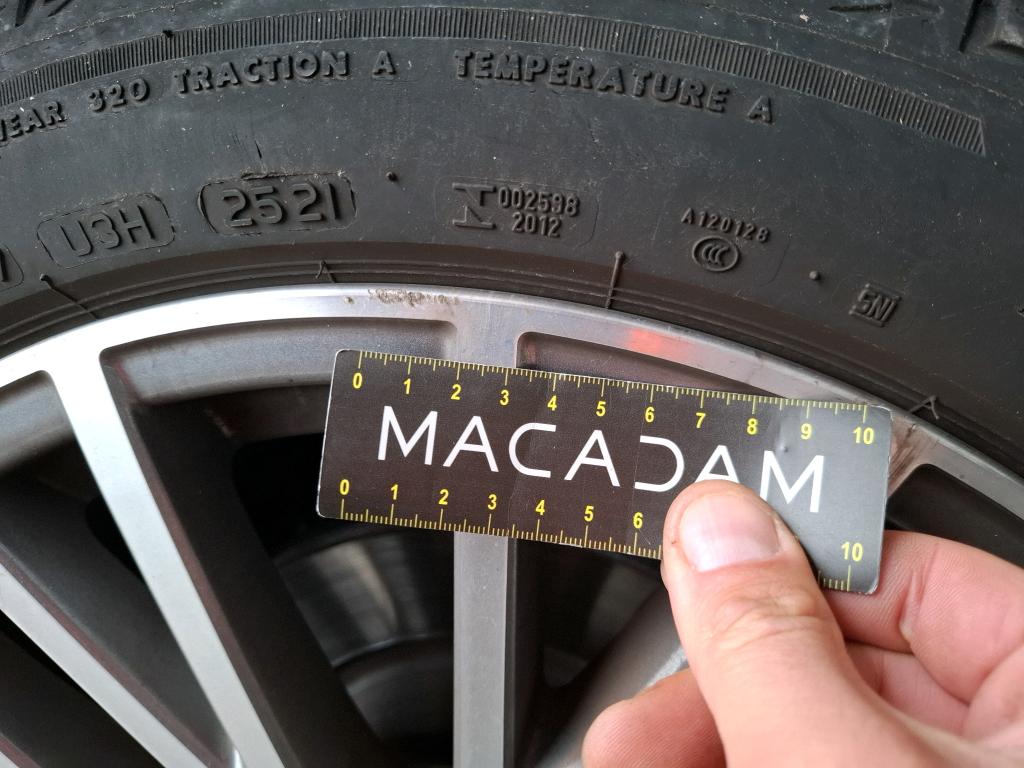 320 TRACTION A TEMPERATURE A
U3H 2521
002598
2012
A120128
CCC
5N
0 1 2 3 4 5 6 7 8 9 10
MACADAM
0 1 2 3 4 5 6
10